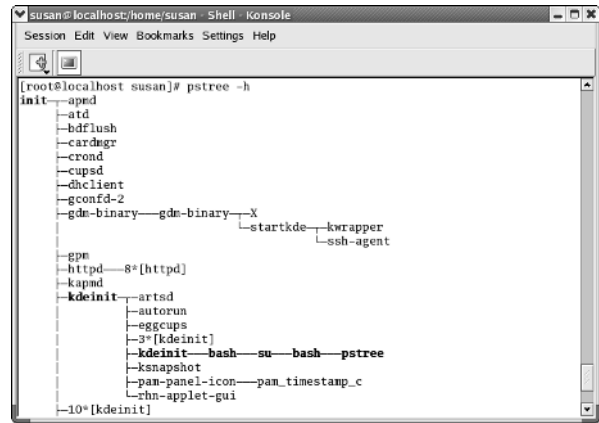 susan@localhost:/home/susan - Shell - Konsole
Session Edit View Bookmarks Settings Help
[root@localhost susan]# pstree -h
init─┬─apmd
     ├─atd
     ├─bdflush
     ├─cardmgr
     ├─crond
     ├─cupsd
     ├─dhclient
     ├─gconfd-2
     ├─gdm-binary───gdm-binary─┬─X
     │                         └─startkde─┬─kwrapper
     │                                    └─ssh-agent
     ├─gpm
     ├─httpd───8*[httpd]
     ├─kapmd
     ├─kdeinit─┬─artsd
     │         ├─autorun
     │         ├─eggcups
     │         ├─3*[kdeinit]
     │         ├─kdeinit───bash───su───bash───pstree
     │         ├─ksnapshot
     │         ├─pam-panel-icon───pam_timestamp_c
     │         └─rhn-applet-gui
     ├─10*[kdeinit]